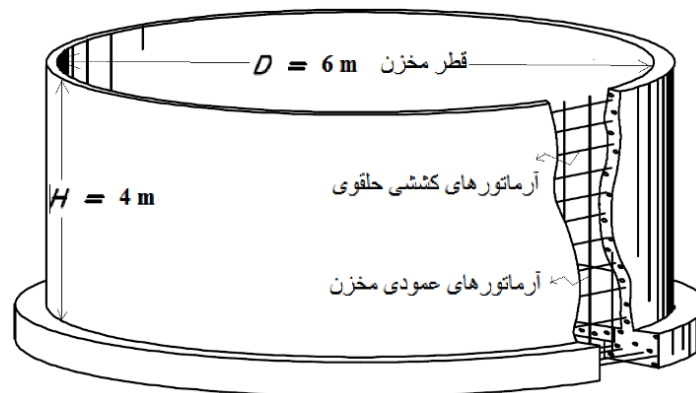 D = 6 m قطر مخزن
آرماتورهای کششی حلقوی
H = 4 m
آرماتورهای عمودی مخزن